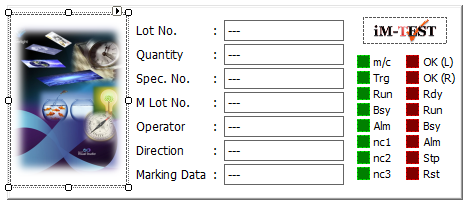 Lot No. : ---
Quantity : ---
Spec. No. : ---
M Lot No. : ---
Operator : ---
Direction : ---
Marking Data : ---
iM-TEST
m/c OK (L)
Trg OK (R)
Run Rdy
Bsy Run
Alm Bsy
nc1 Alm
nc2 Stp
nc3 Rst